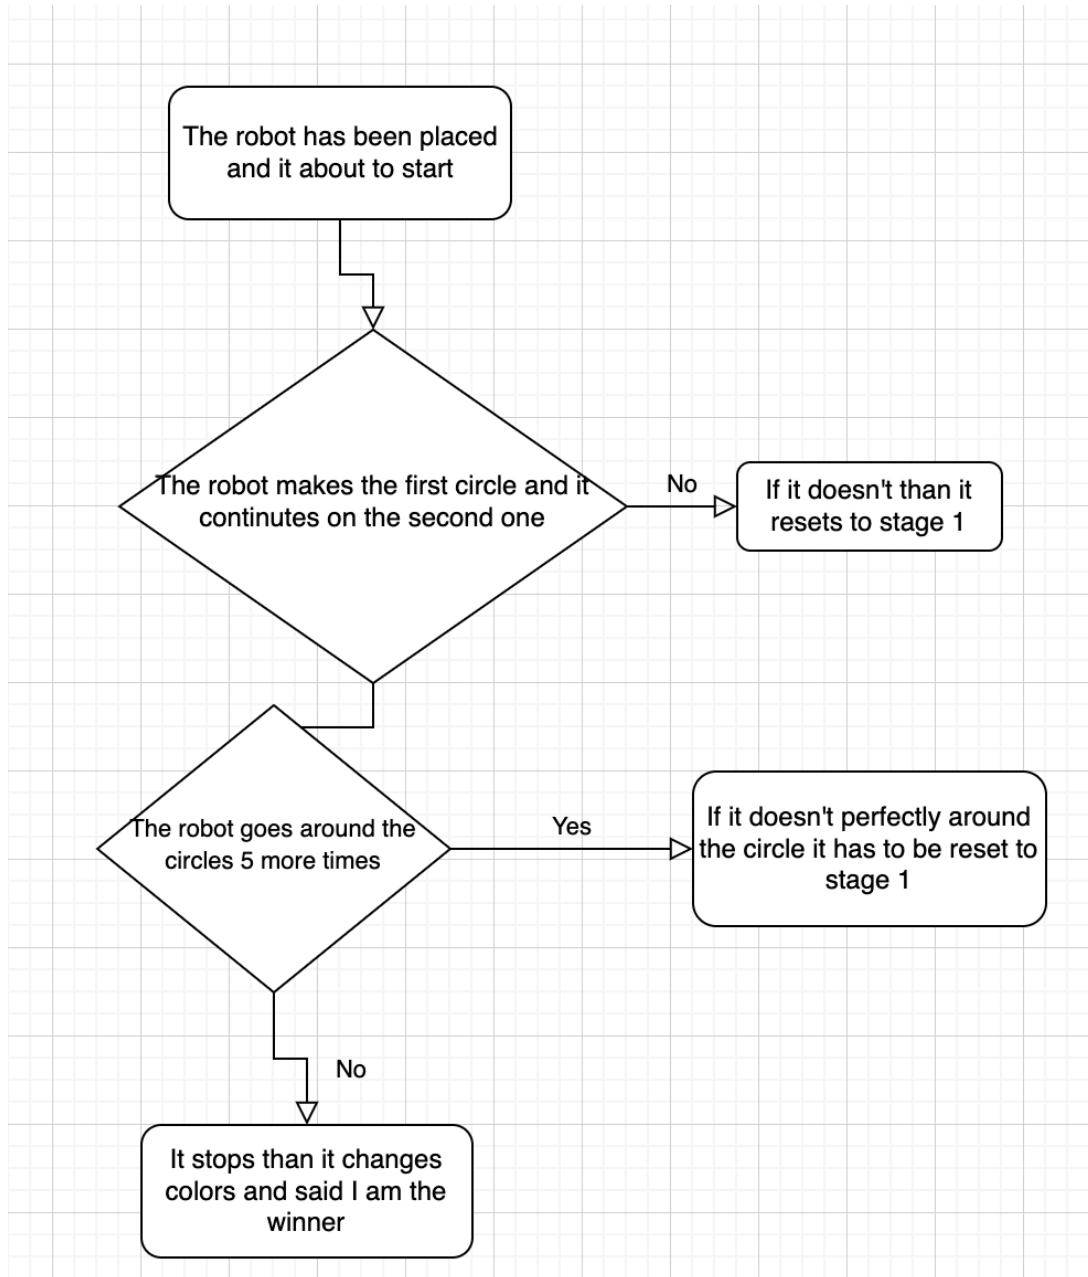 The robot has been placed
and it about to start
The robot makes the first circle and it
continutes on the second one
No
If it doesn't than it
resets to stage 1
The robot goes around the
circles 5 more times
Yes
If it doesn't perfectly around
the circle it has to be reset to
stage 1
No
It stops than it changes
colors and said I am the
winner